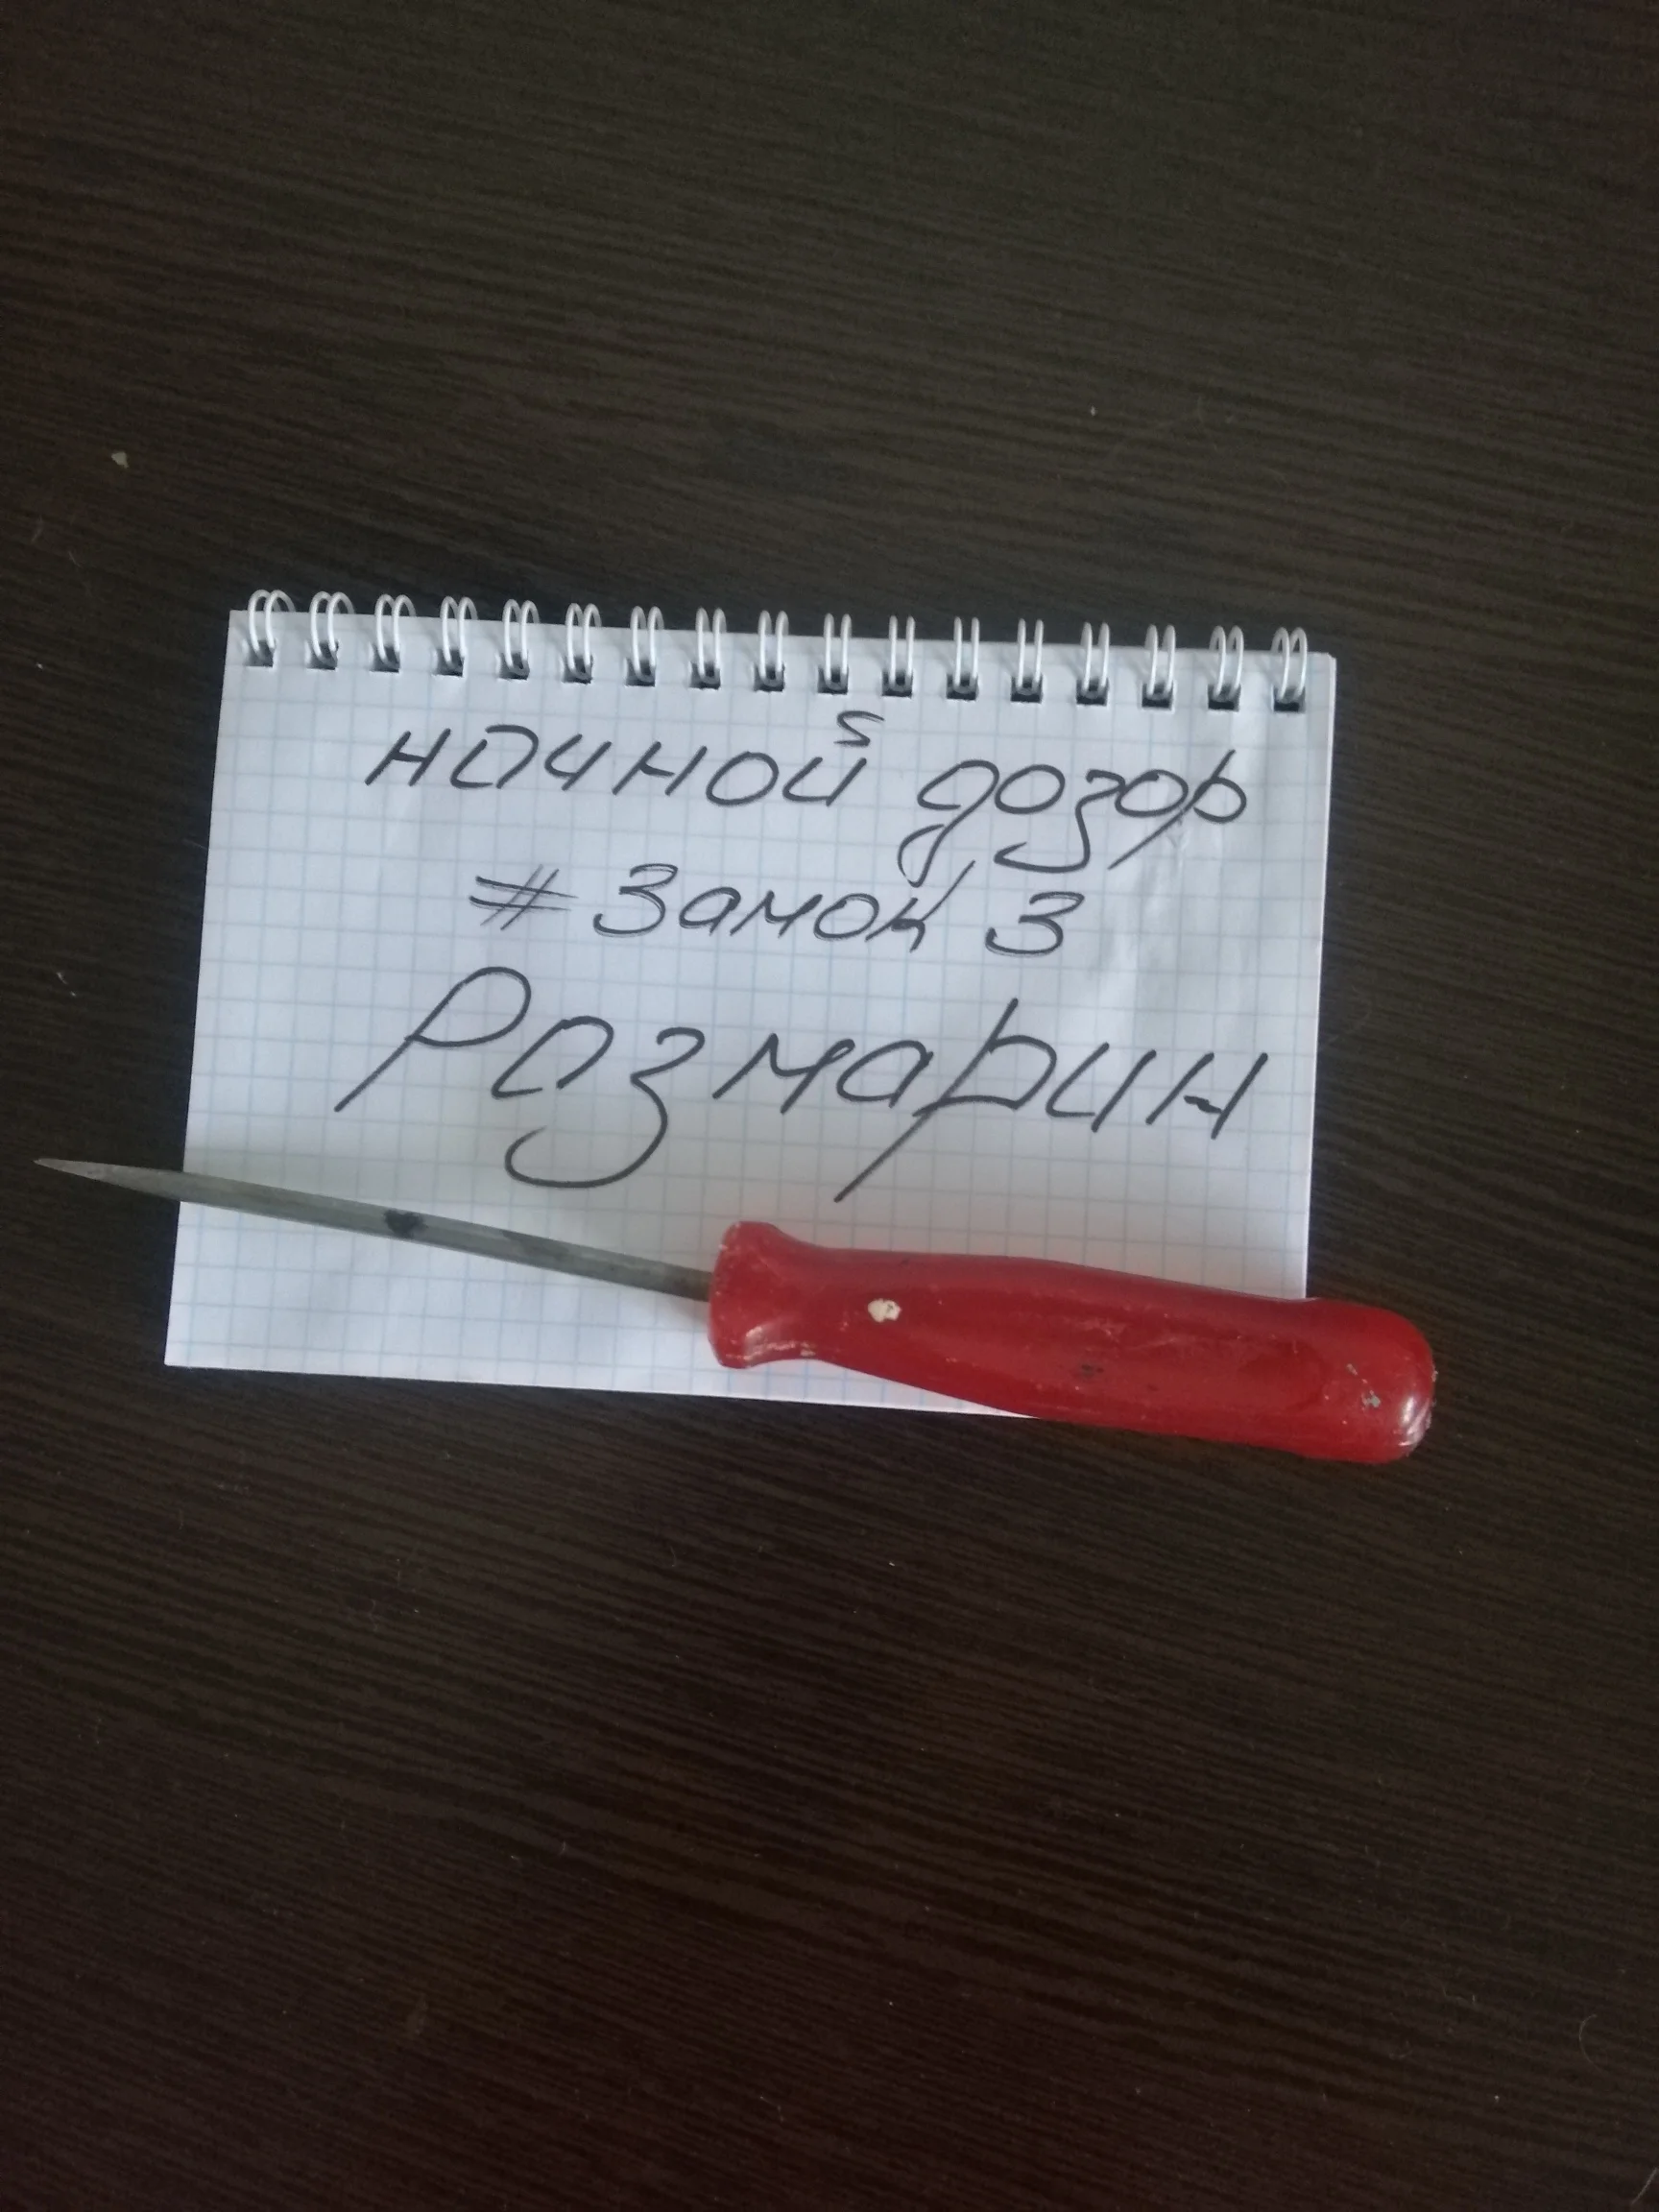 ночной дозор
#Замок 3
Розмарин